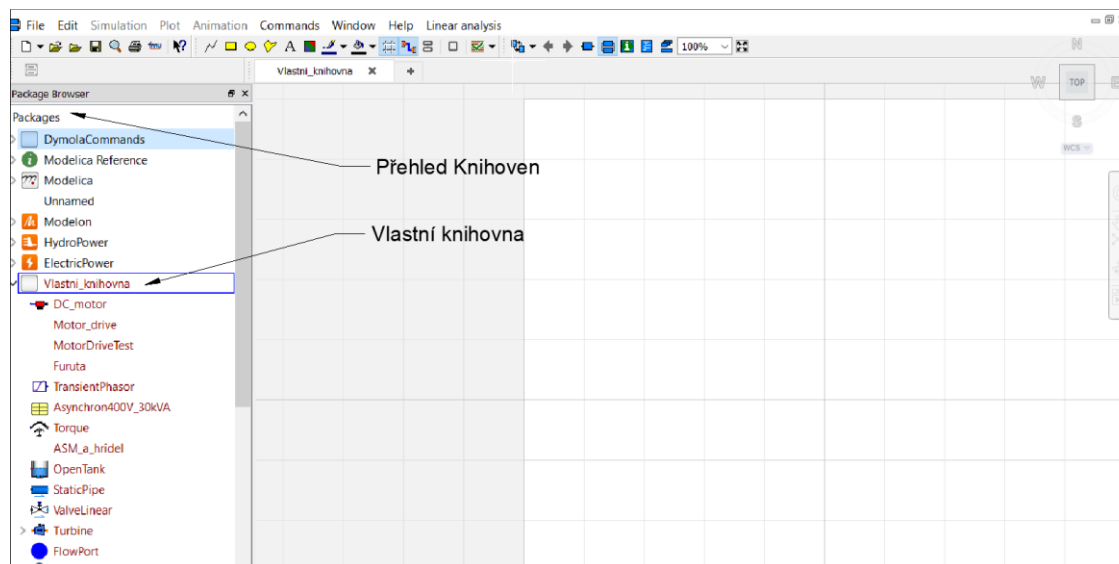 File Edit Simulation Plot Animation Commands Window Help Linear analysis
A 100%
Vlastni_knihovna
Package Browser
Packages
DymolaCommands
Modelica Reference
Modelica
Unnamed
Modelon
HydroPower
ElectricPower
Vlastni_knihovna
DC_motor
Motor_drive
MotorDriveTest
Furuta
TransientPhasor
Asynchron400V_30kVA
Torque
ASM_a_hridel
OpenTank
StaticPipe
ValveLinear
Turbine
FlowPort
Přehled Knihoven
Vlastní knihovna
N
W TOP E
S
WCS